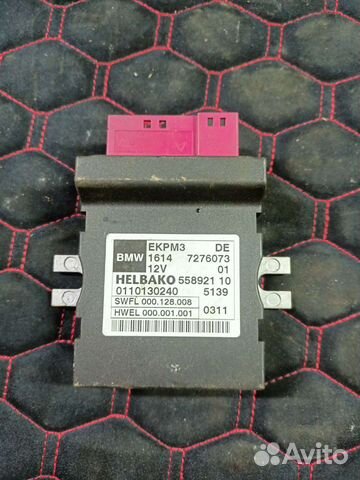 EKPM3 DE
BMW 1614 7276073
12V 01
HELBAKO 558921 10
0110130240 5139
SWFL 000.128.008
HWEL 000.001.001 0311
Avito